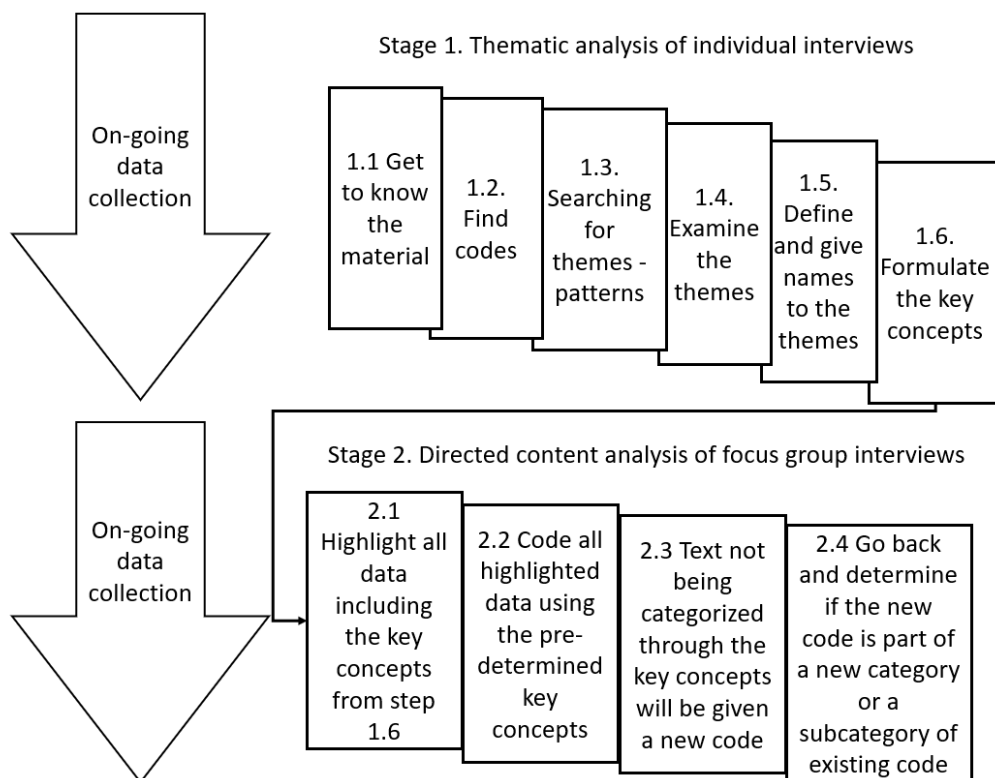 Stage 1. Thematic analysis of individual interviews
On-going
data
collection
1.1 Get
to know
the
material
1.2.
Find
codes
1.3.
Searching
for
themes -
patterns
1.4.
Examine
the
themes
1.5.
Define
and give
names
to the
themes
1.6.
Formulate
the key
concepts
Stage 2. Directed content analysis of focus group interviews
On-going
data
collection
2.1
Highlight all
data
including
the key
concepts
from step
1.6
2.2 Code all
highlighted
data using
the pre-
determined
key
concepts
2.3 Text not
being
categorized
through the
key concepts
will be given
a new code
2.4 Go back
and determine
if the new
code is part of
a new category
or a
subcategory of
existing code